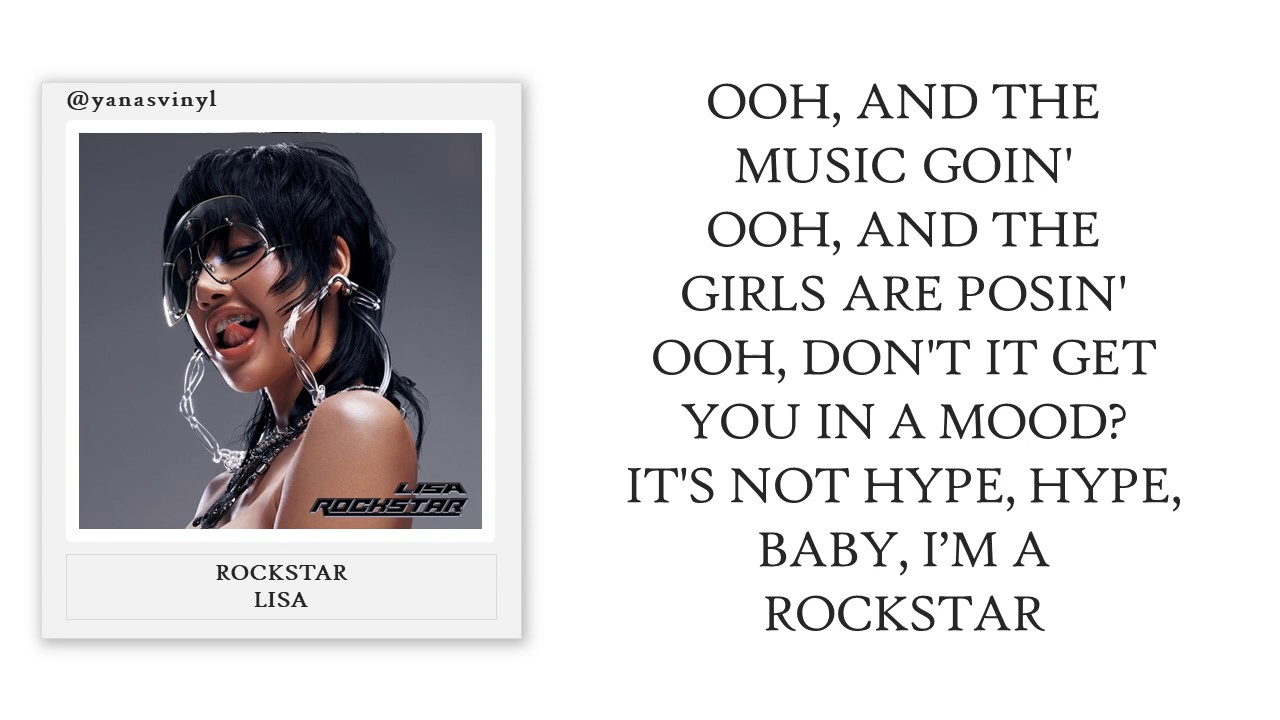 @yanasvinyl
LISA
ROCKSTAR
ROCKSTAR
LISA
OOH, AND THE
MUSIC GOIN'
OOH, AND THE
GIRLS ARE POSIN'
OOH, DON'T IT GET
YOU IN A MOOD?
IT'S NOT HYPE, HYPE,
BABY, I’M A
ROCKSTAR